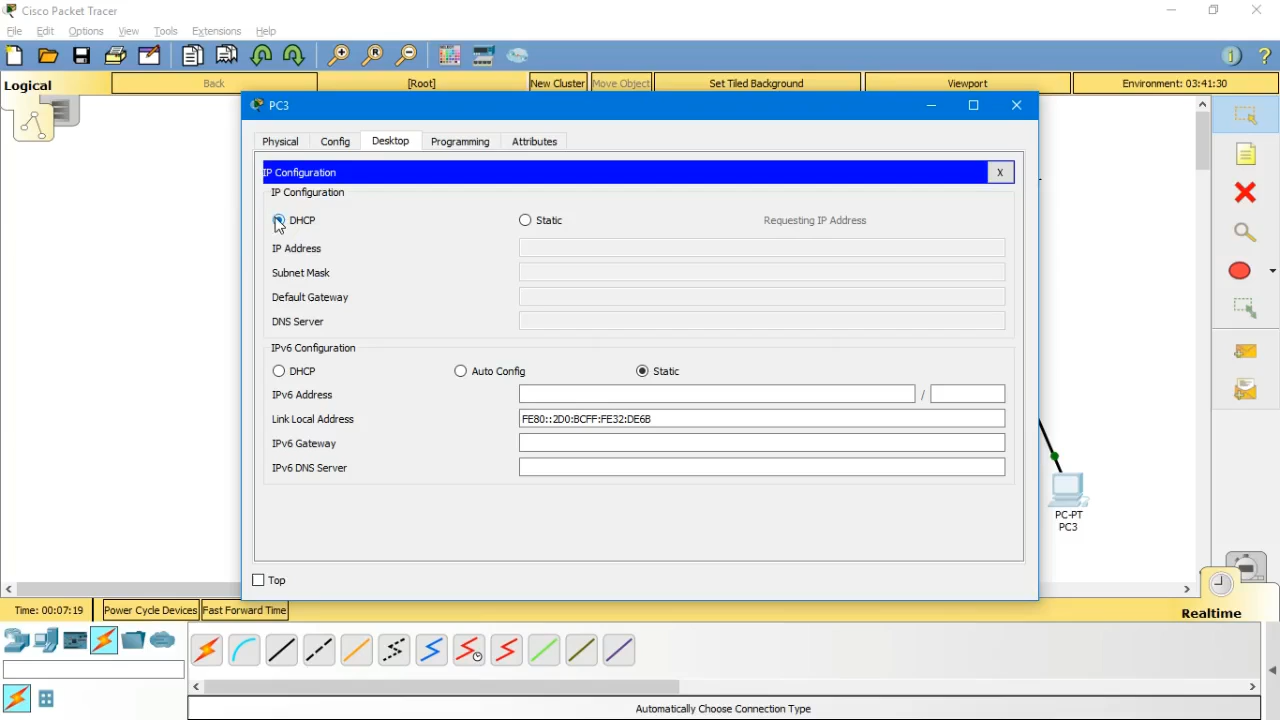 Cisco Packet Tracer
File Edit Options View Tools Extensions Help
Logical Back [Root] New Cluster Move Object Set Tiled Background Viewport Environment: 03:41:30
PC3
Physical Config Desktop Programming Attributes
IP Configuration X
IP Configuration
DHCP Static Requesting IP Address
IP Address
Subnet Mask
Default Gateway
DNS Server
IPv6 Configuration
DHCP Auto Config Static
IPv6 Address /
Link Local Address FE80::2D0:BCFF:FE32:DE6B
IPv6 Gateway
IPv6 DNS Server
PC-PT
PC3
Top
Time: 00:07:19 Power Cycle Devices Fast Forward Time Realtime
Automatically Choose Connection Type